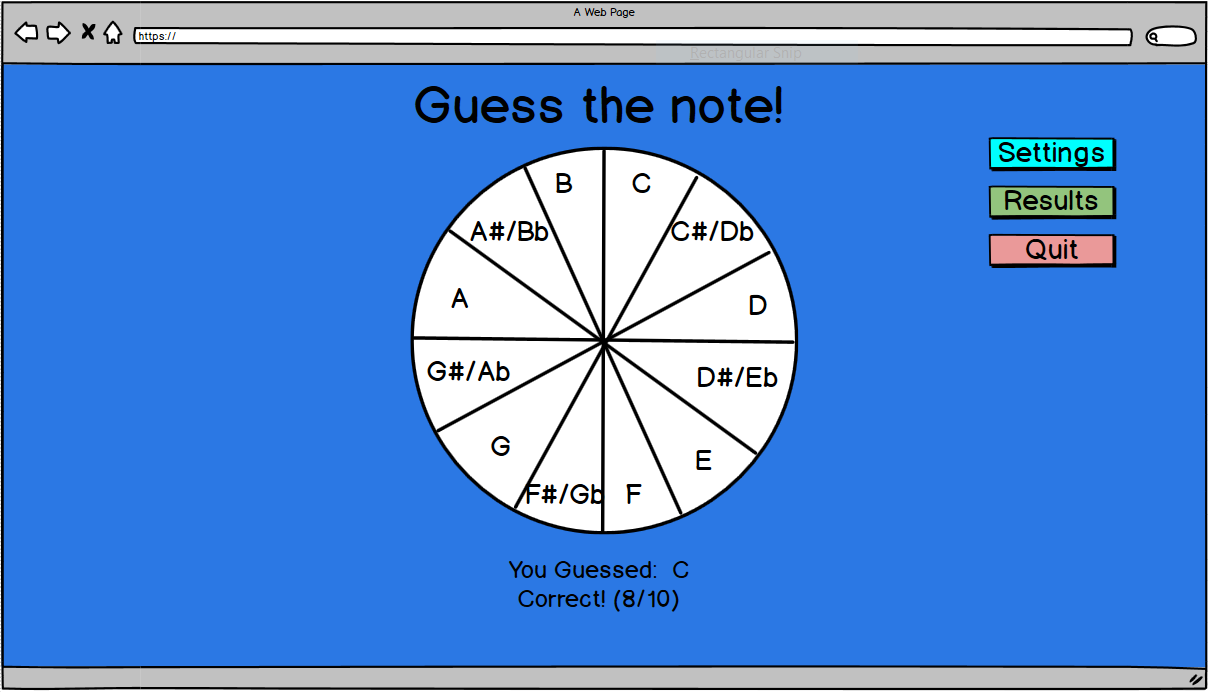 A Web Page
https://
Rectangular Snip
Guess the note!
Settings
Results
Quit
B
C
A#/Bb
C#/Db
A
D
G#/Ab
D#/Eb
G
E
F#/Gb
F
You Guessed: C
Correct! (8/10)